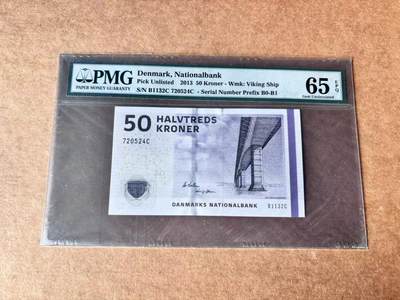 PMG
PAPER MONEY GUARANTY
Denmark, Nationalbank
Pick Unlisted 2013 50 Kroner - Wmk: Viking Ship
S/N B1132C 720524C - Serial Number Prefix B0-B1
65 EPQ
Gem Uncirculated
50 HALVTREDS
KRONER
720524C
DANMARKS NATIONALBANK
B1132C